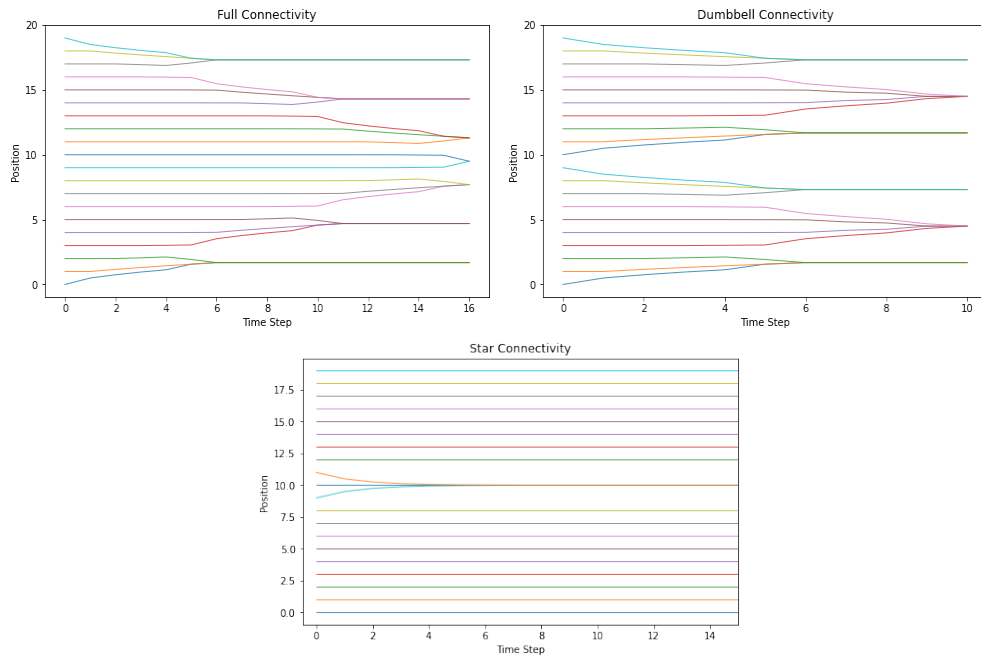 Full Connectivity
20
15
10
5
0
Position
0 2 4 6 8 10 12 14 16
Time Step
Dumbbell Connectivity
20
15
10
5
0
Position
0 2 4 6 8 10
Time Step
Star Connectivity
17.5
15.0
12.5
10.0
7.5
5.0
2.5
0.0
Position
0 2 4 6 8 10 12 14
Time Step